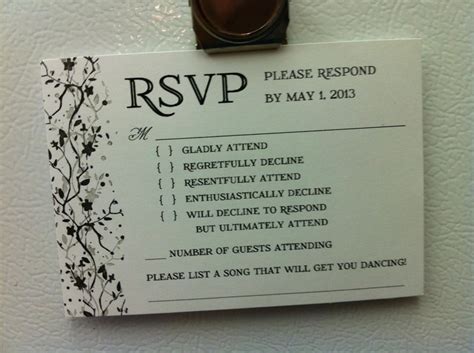 RSVP PLEASE RESPOND
BY MAY 1, 2013
M
{ } GLADLY ATTEND
{ } REGRETFULLY DECLINE
{ } RESENTFULLY ATTEND
{ } ENTHUSIASTICALLY DECLINE
{ } WILL DECLINE TO RESPOND
BUT ULTIMATELY ATTEND
___ NUMBER OF GUESTS ATTENDING
PLEASE LIST A SONG THAT WILL GET YOU DANCING!